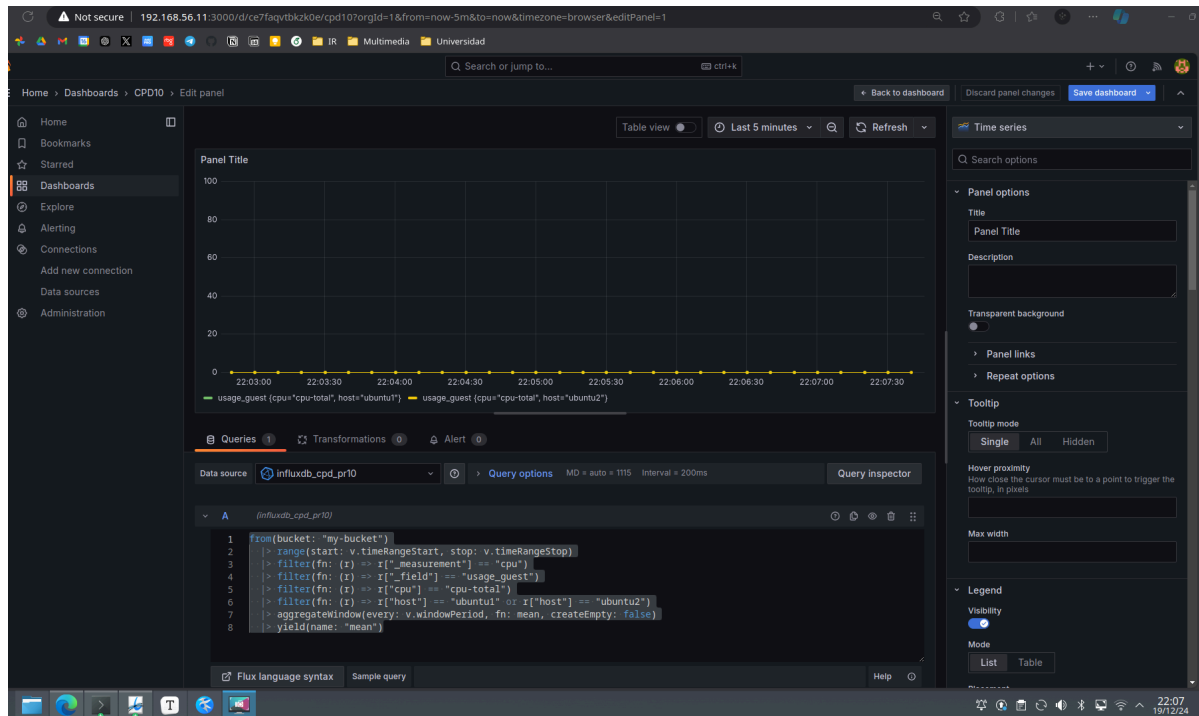 Not secure 192.168.56.11:3000/d/ce7faqvtbkzk0e/cpd10?orgId=1&from=now-5m&to=now&timezone=browser&editPanel=1
IR Multimedia Universidad
Search or jump to... ctrl+k
Home › Dashboards › CPD10 › Edit panel
← Back to dashboard Discard panel changes Save dashboard
Home
Bookmarks
Starred
Dashboards
Explore
Alerting
Connections
Add new connection
Data sources
Administration
Table view Last 5 minutes Refresh
Panel Title
100
80
60
40
20
0
22:03:00 22:03:30 22:04:00 22:04:30 22:05:00 22:05:30 22:06:00 22:06:30 22:07:00 22:07:30
usage_guest {cpu="cpu-total", host="ubuntu1"} usage_guest {cpu="cpu-total", host="ubuntu2"}
Queries 1 Transformations 0 Alert 0
Data source influxdb_cpd_pr10 Query options MD = auto = 1115 Interval = 200ms Query inspector
A (influxdb_cpd_pr10)
1 from(bucket: "my-bucket")
2 |> range(start: v.timeRangeStart, stop: v.timeRangeStop)
3 |> filter(fn: (r) => r["_measurement"] == "cpu")
4 |> filter(fn: (r) => r["_field"] == "usage_guest")
5 |> filter(fn: (r) => r["cpu"] == "cpu-total")
6 |> filter(fn: (r) => r["host"] == "ubuntu1" or r["host"] == "ubuntu2")
7 |> aggregateWindow(every: v.windowPeriod, fn: mean, createEmpty: false)
8 |> yield(name: "mean")
Flux language syntax Sample query Help
Time series
Search options
Panel options
Title
Panel Title
Description
Transparent background
Panel links
Repeat options
Tooltip
Tooltip mode
Single All Hidden
Hover proximity
How close the cursor must be to a point to trigger the
tooltip, in pixels
Max width
Legend
Visibility
Mode
List Table
22:07
19/12/24